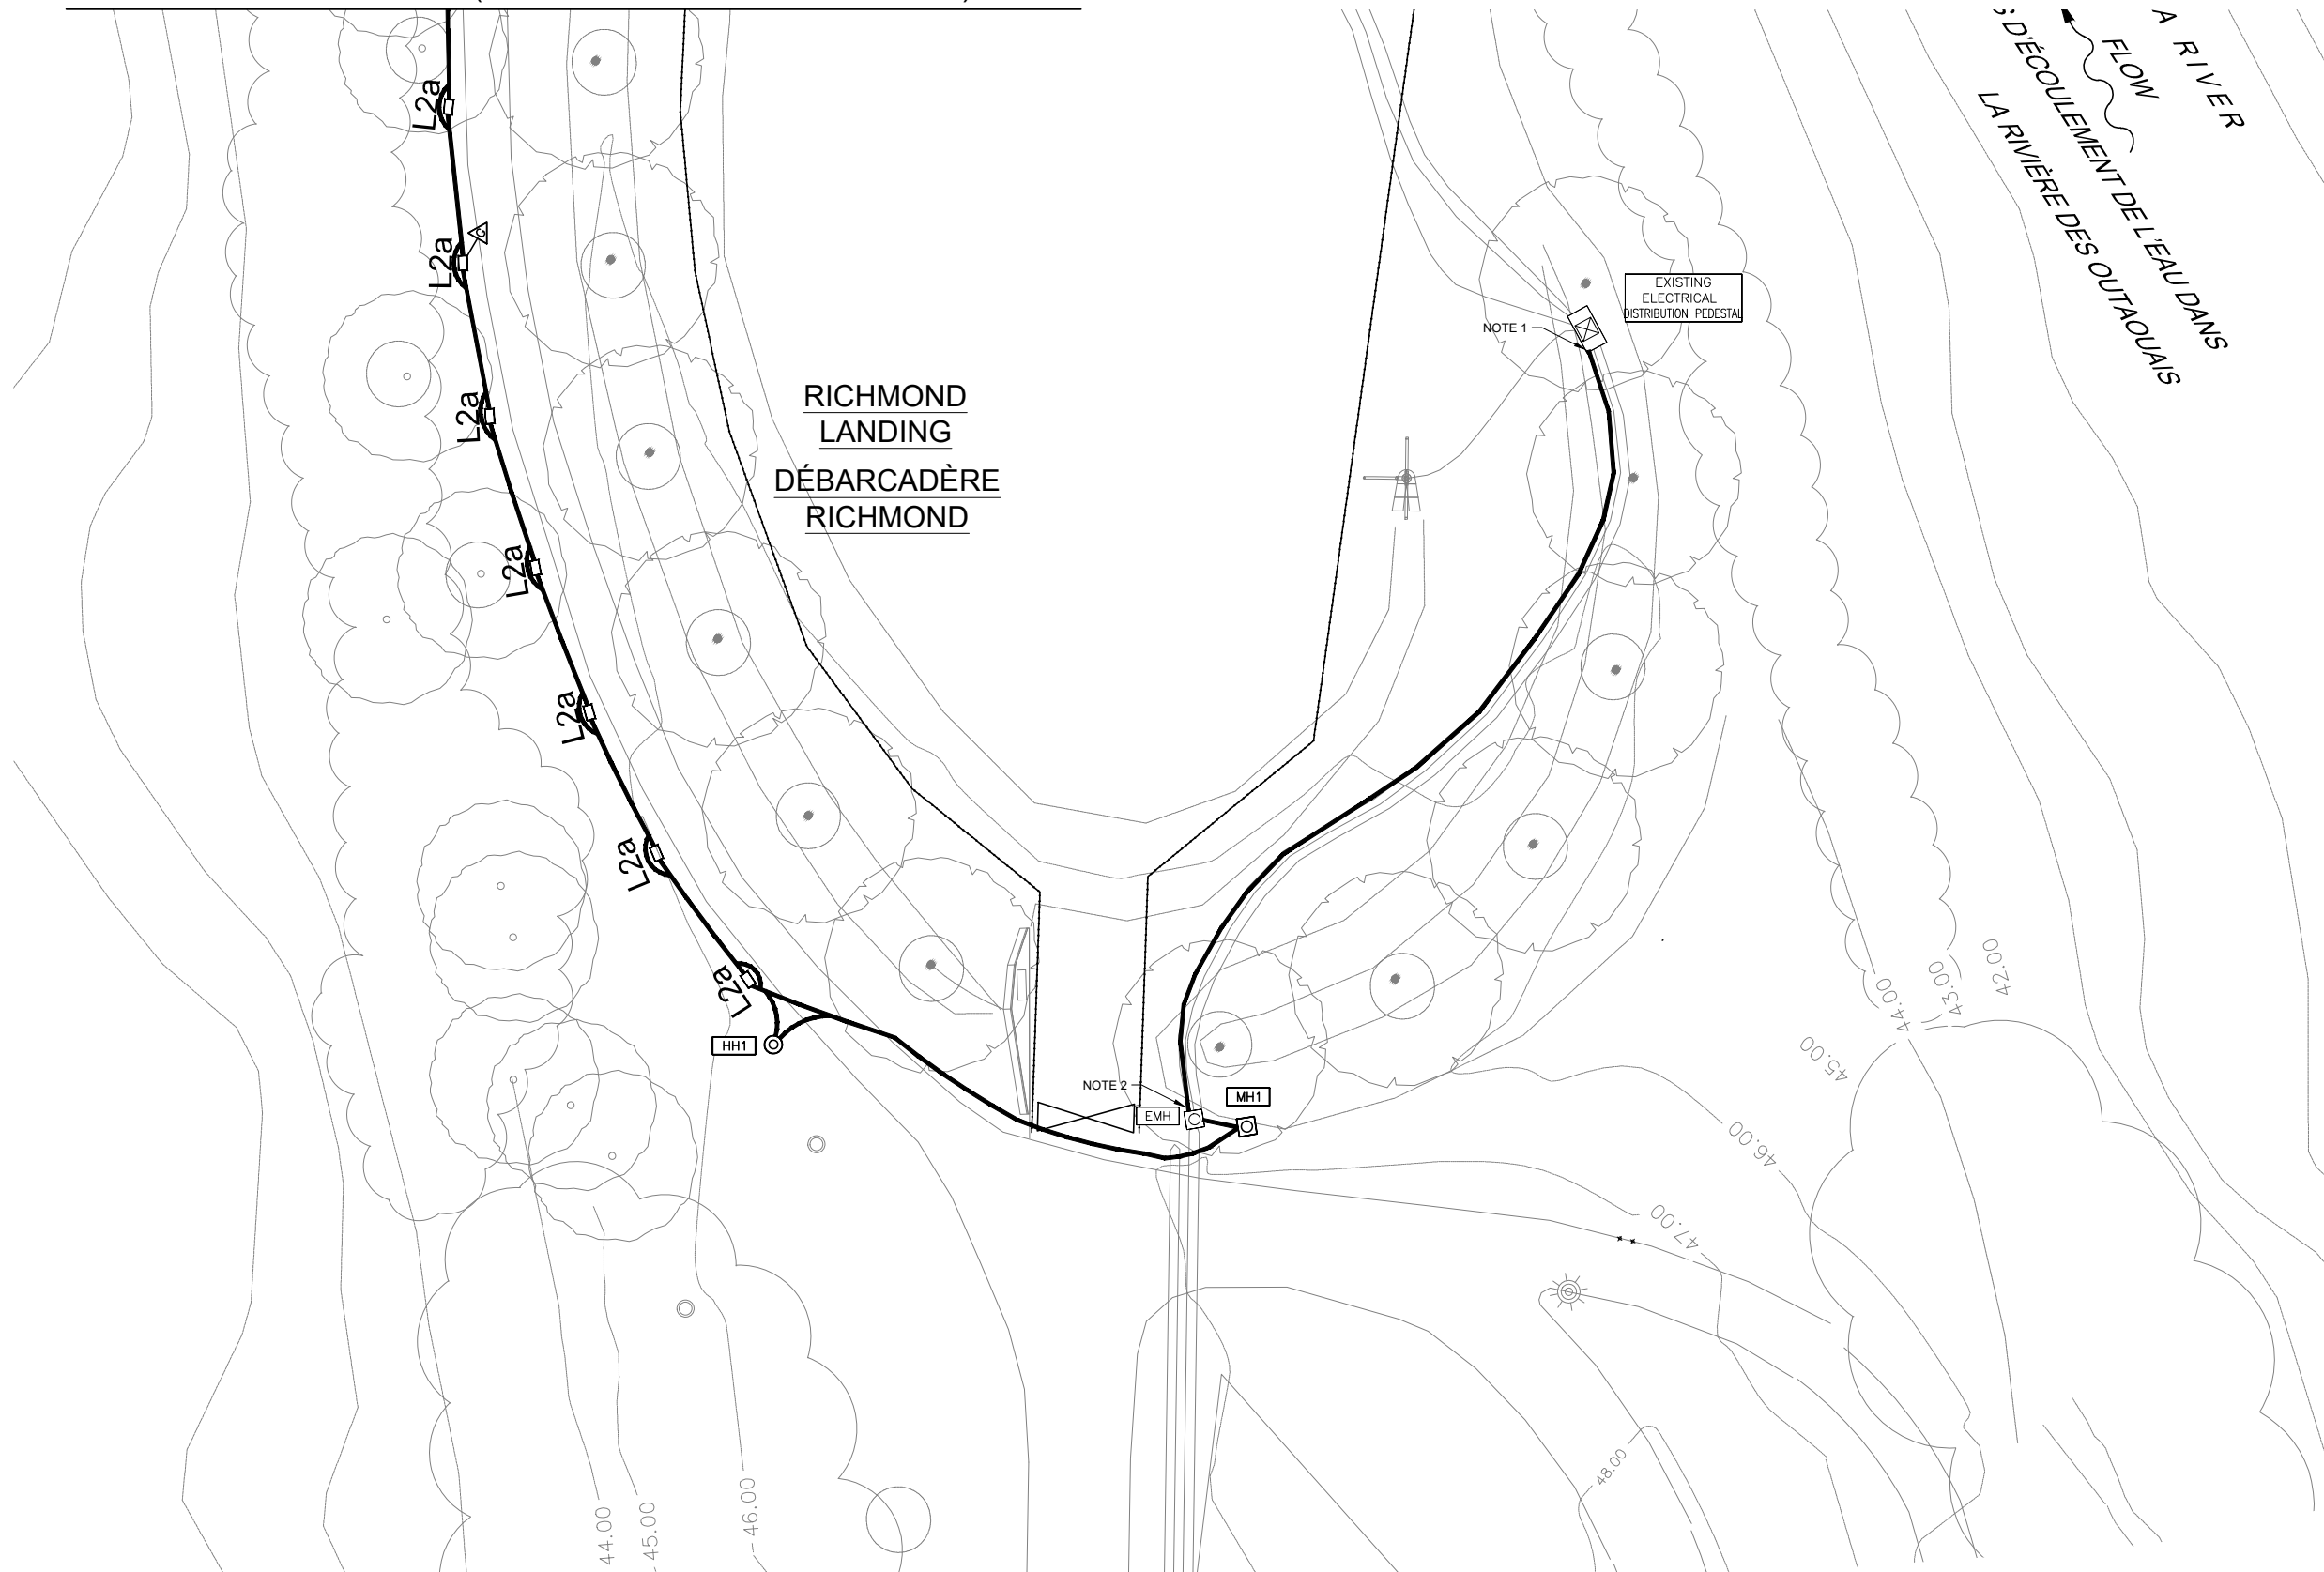 A RIVER
FLOW
S D'ÉCOULEMENT DE L'EAU DANS
LA RIVIÈRE DES OUTAOUAIS
L2a
G
L2a
EXISTING
ELECTRICAL
DISTRIBUTION PEDESTAL
NOTE 1
RICHMOND
LANDING
DÉBARCADÈRE
RICHMOND
L2a
L2a
L2a
L2a
L2a
HH1
NOTE 2
EMH
MH1
42.00
43.00
44.00
45.00
46.00
47.00
48.00
44.00
45.00
46.00